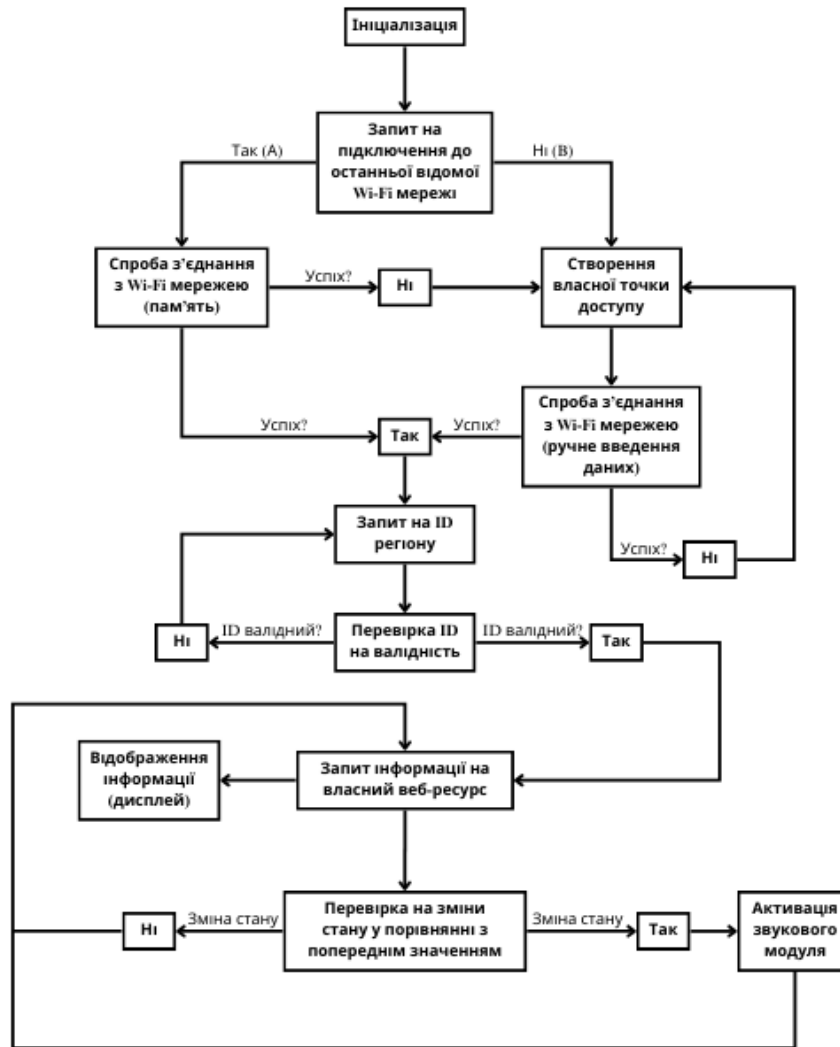 Ініціалізація
Запит на
підключення до
останньої відомої
Wi-Fi мережі
Так (А)
Ні (В)
Спроба з’єднання
з Wi-Fi мережею
(пам’ять)
Успіх?
Ні
Створення
власної точки
доступу
Спроба з’єднання
з Wi-Fi мережею
(ручне введення
даних)
Успіх?
Так
Успіх?
Успіх?
Ні
Запит на ID
регіону
Ні
ID валідний?
Перевірка ID
на валідність
ID валідний?
Так
Відображення
інформації
(дисплей)
Запит інформації на
власний веб-ресурс
Ні
Зміна стану
Перевірка на зміни
стану у порівнянні з
попереднім значенням
Зміна стану
Так
Активація
звукового
модуля